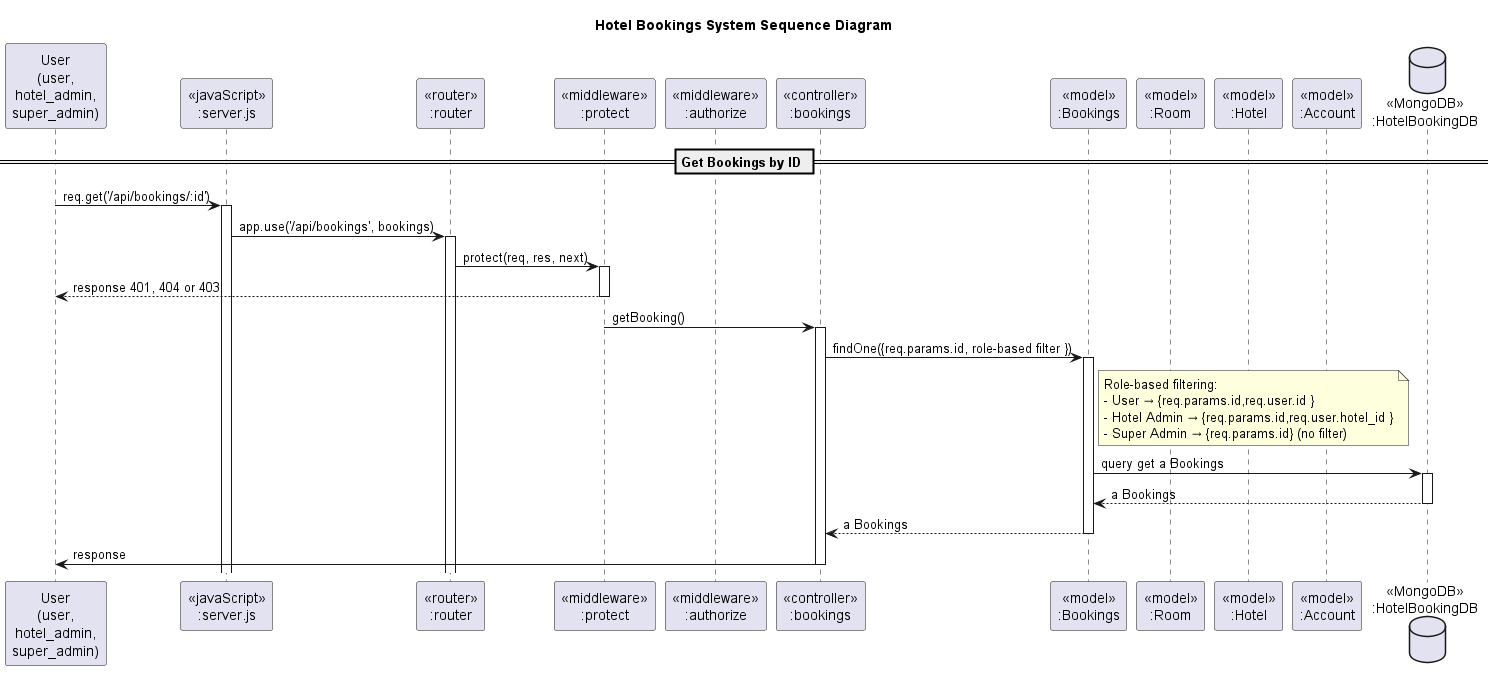 Hotel Bookings System Sequence Diagram
User
(user,
hotel_admin,
super_admin)
«javaScript»
:server.js
«router»
:router
«middleware»
:protect
«middleware»
:authorize
«controller»
:bookings
«model»
:Bookings
«model»
:Room
«model»
:Hotel
«model»
:Account
«MongoDB»
:HotelBookingDB
Get Bookings by ID
req.get('/api/bookings/:id')
app.use('/api/bookings', bookings)
protect(req, res, next)
response 401, 404 or 403
getBooking()
findOne({req.params.id, role-based filter })
Role-based filtering:
- User → {req.params.id,req.user.id }
- Hotel Admin → {req.params.id,req.user.hotel_id }
- Super Admin → {req.params.id} (no filter)
query get a Bookings
a Bookings
a Bookings
response
User
(user,
hotel_admin,
super_admin)
«javaScript»
:server.js
«router»
:router
«middleware»
:protect
«middleware»
:authorize
«controller»
:bookings
«model»
:Bookings
«model»
:Room
«model»
:Hotel
«model»
:Account
«MongoDB»
:HotelBookingDB